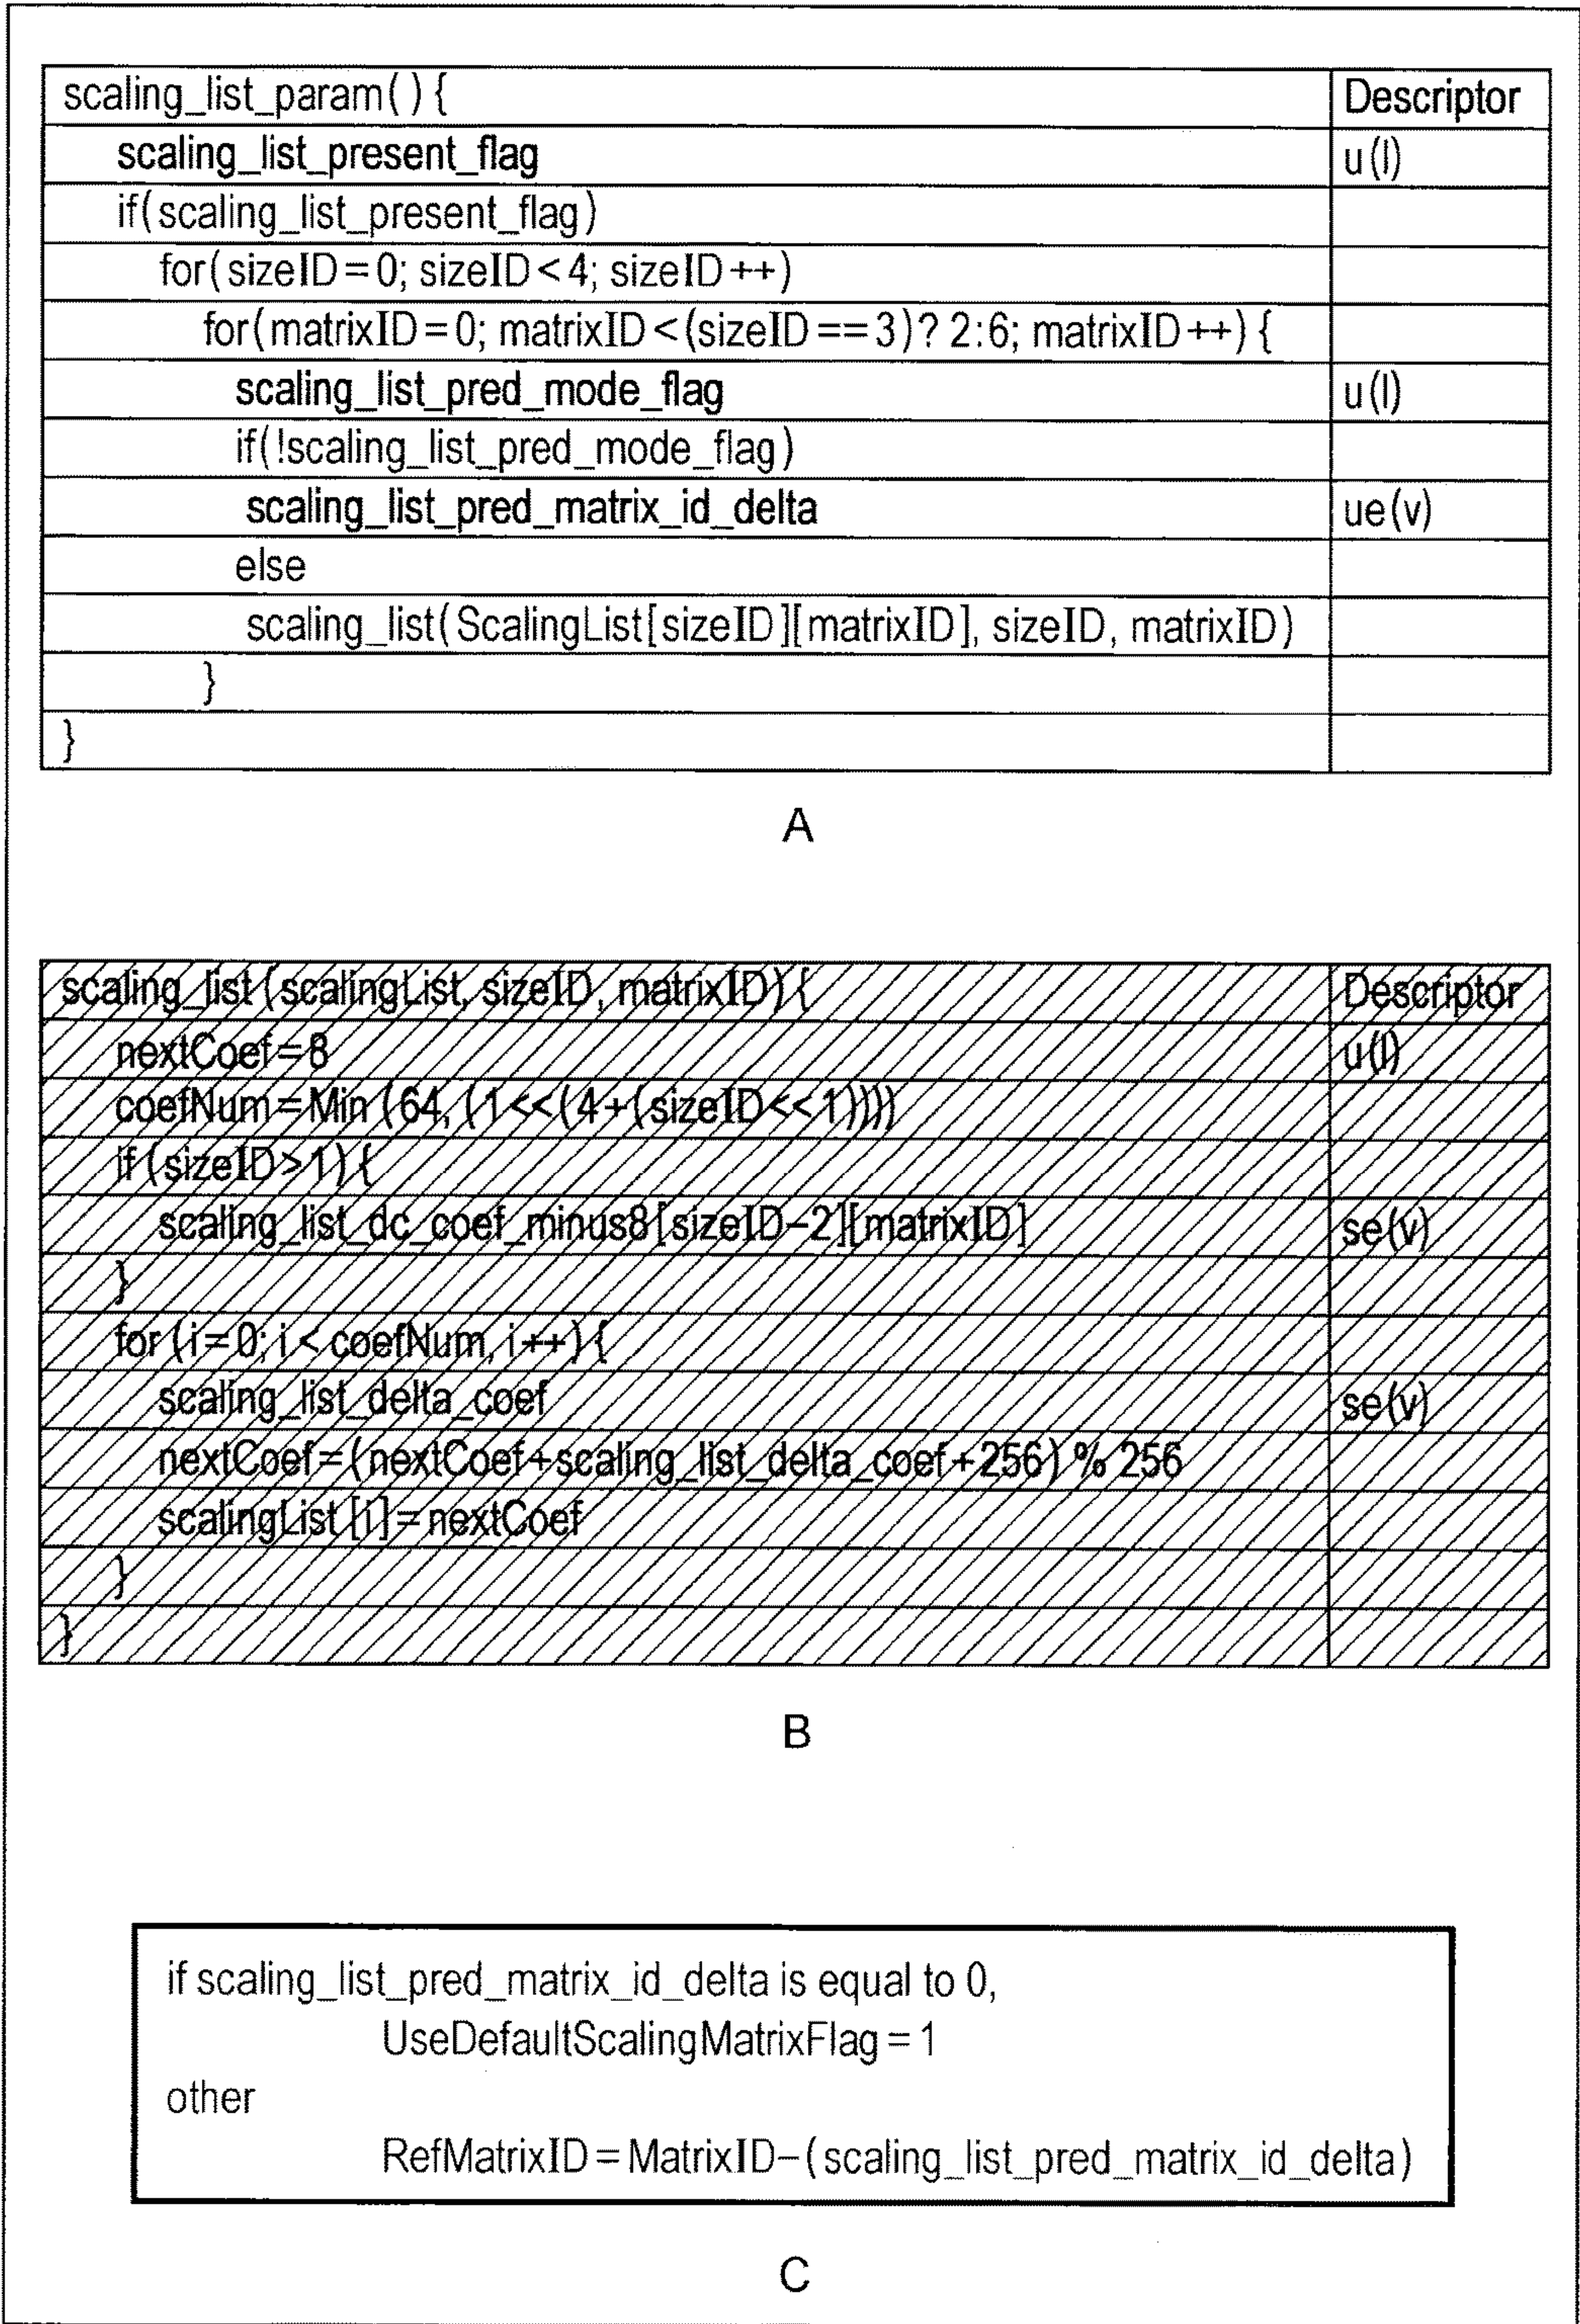 scaling_list_param( ) { Descriptor
scaling_list_present_flag u(l)
if(scaling_list_present_flag)
for(sizeID=0; sizeID<4; sizeID++)
for(matrixID=0; matrixID<(sizeID==3)? 2:6; matrixID++) {
scaling_list_pred_mode_flag u(l)
if(!scaling_list_pred_mode_flag)
scaling_list_pred_matrix_id_delta ue(v)
else
scaling_list(ScalingList[sizeID][matrixID], sizeID, matrixID)
}
}
A
scaling_list(scalingList, sizeID, matrixID) { Descriptor
nextCoef=8 u(l)
coefNum=Min (64, (1<<(4+(sizeID<<1))))
if (sizeID>1) {
scaling_list_dc_coef_minus8[sizeID-2][matrixID] se(v)
}
for (i=0; i<coefNum, i++) {
scaling_list_delta_coef se(v)
nextCoef=(nextCoef+scaling_list_delta_coef+256) % 256
scalingList [i]=nextCoef
}
}
B
if scaling_list_pred_matrix_id_delta is equal to 0,
UseDefaultScalingMatrixFlag = 1
other
RefMatrixID=MatrixID-(scaling_list_pred_matrix_id_delta)
C